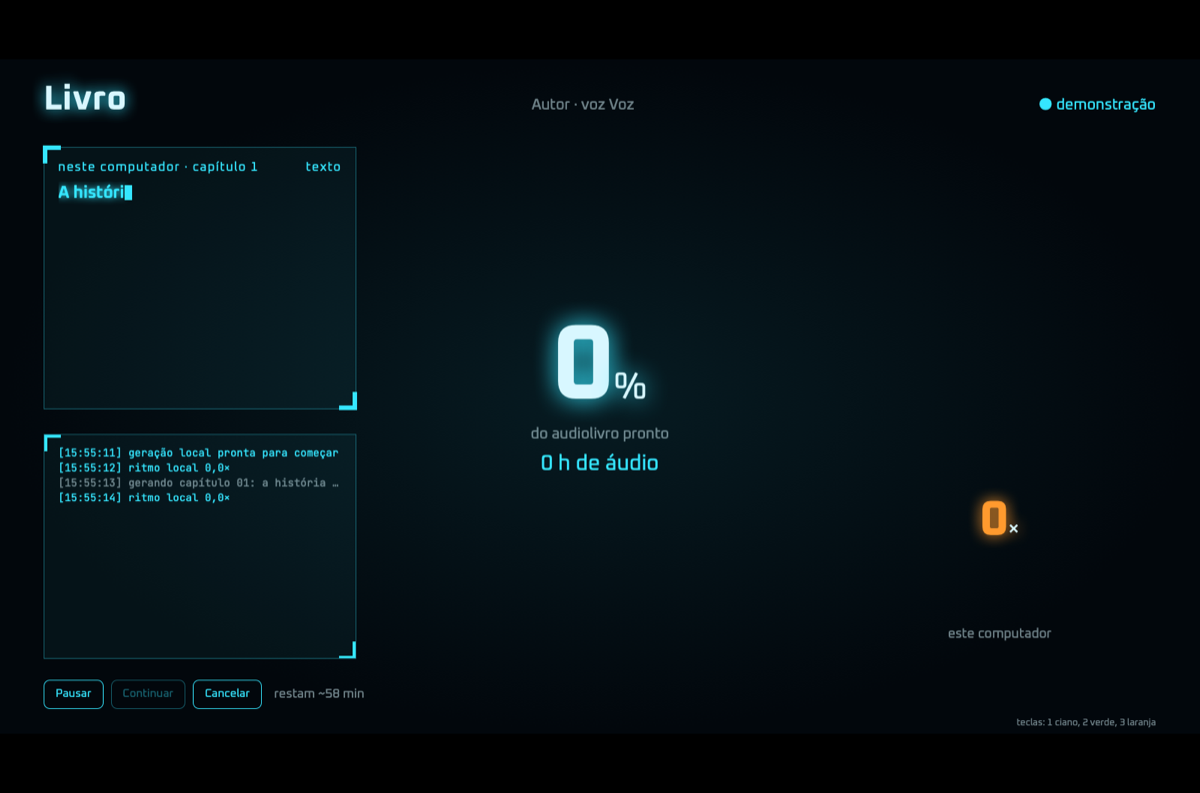 Livro
Autor · voz Voz
demonstração
neste computador · capítulo 1
texto
A históri
[15:55:11] geração local pronta para começar
[15:55:12] ritmo local 0,0×
[15:55:13] gerando capítulo 01: a história …
[15:55:14] ritmo local 0,0×
0%
do audiolivro pronto
0 h de áudio
0×
este computador
Pausar
Continuar
Cancelar
restam ~58 min
teclas: 1 ciano, 2 verde, 3 laranja